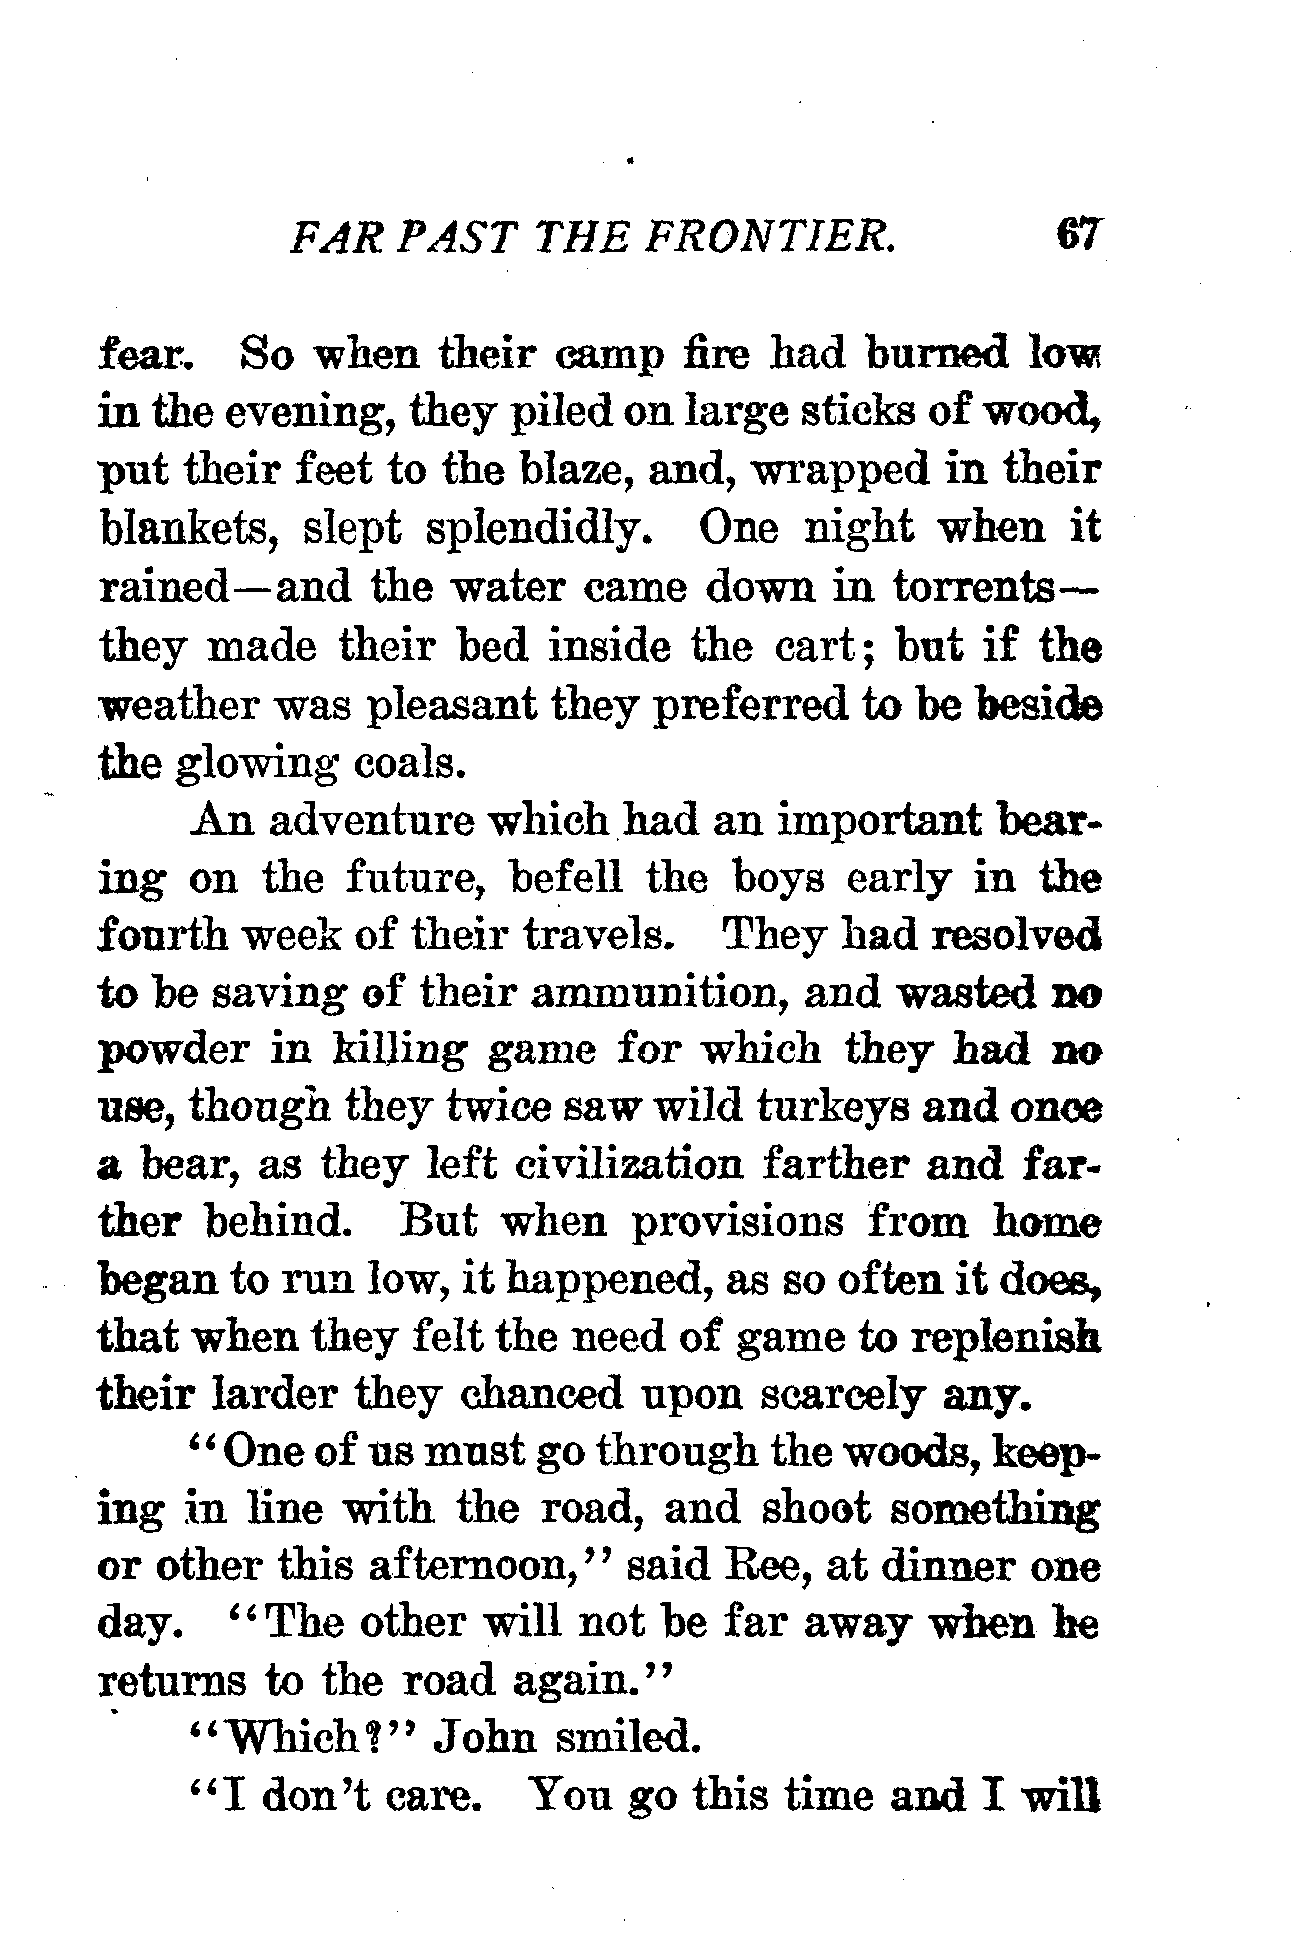 FAR PAST THE FRONTIER. 67
fear. So when their camp fire had burned low
in the evening, they piled on large sticks of wood,
put their feet to the blaze, and, wrapped in their
blankets, slept splendidly. One night when it
rained—and the water came down in torrents—
they made their bed inside the cart; but if the
weather was pleasant they preferred to be beside
the glowing coals.
An adventure which had an important bear-
ing on the future, befell the boys early in the
fourth week of their travels. They had resolved
to be saving of their ammunition, and wasted no
powder in killing game for which they had no
use, though they twice saw wild turkeys and once
a bear, as they left civilization farther and far-
ther behind. But when provisions from home
began to run low, it happened, as so often it does,
that when they felt the need of game to replenish
their larder they chanced upon scarcely any.
"One of us must go through the woods, keep-
ing in line with the road, and shoot something
or other this afternoon," said Ree, at dinner one
day. "The other will not be far away when he
returns to the road again."
"Which?" John smiled.
"I don't care. You go this time and I will